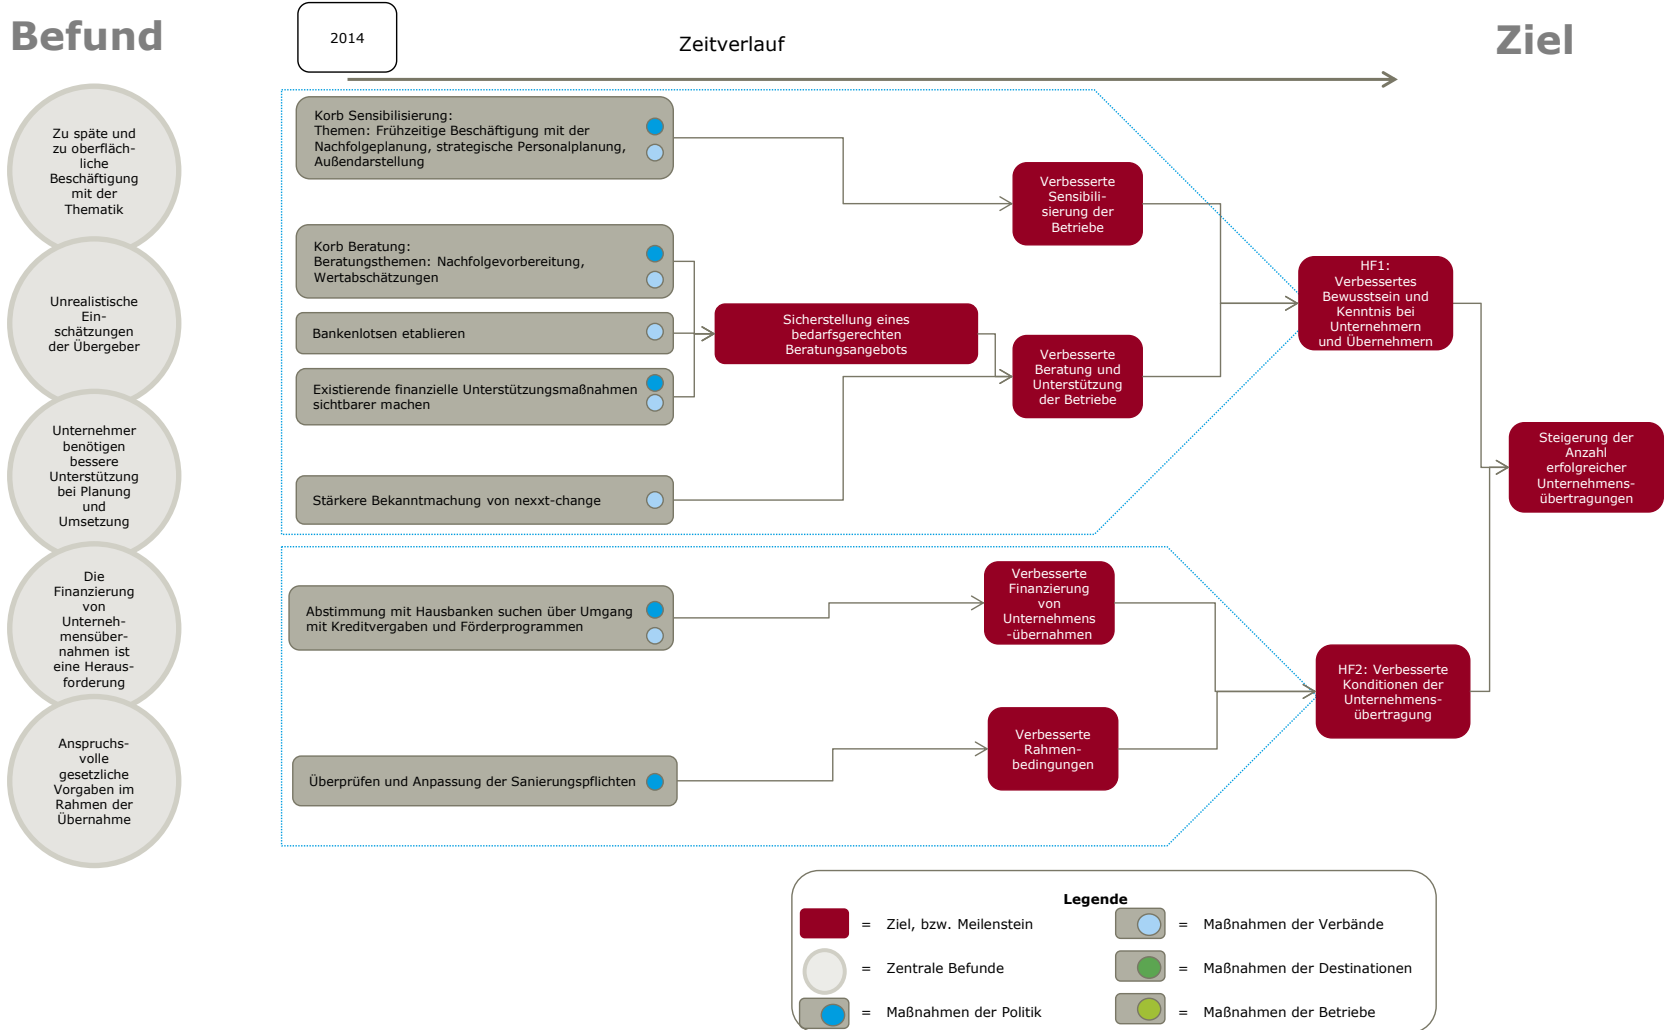 Befund
2014
Zeitverlauf
Ziel
Zu späte und
zu oberfläch-
liche
Beschäftigung
mit der
Thematik
Unrealistische
Ein-
schätzungen
der Übergeber
Unternehmer
benötigen
bessere
Unterstützung
bei Planung
und
Umsetzung
Die
Finanzierung
von
Unterneh-
mensüber-
nahmen ist
eine Heraus-
forderung
Anspruchs-
volle
gesetzliche
Vorgaben im
Rahmen der
Übernahme
Korb Sensibilisierung:
Themen: Frühzeitige Beschäftigung mit der
Nachfolgeplanung, strategische Personalplanung,
Außendarstellung
Korb Beratung:
Beratungsthemen: Nachfolgevorbereitung,
Wertabschätzungen
Bankenlotsen etablieren
Existierende finanzielle Unterstützungsmaßnahmen
sichtbarer machen
Stärkere Bekanntmachung von nexxt-change
Abstimmung mit Hausbanken suchen über Umgang
mit Kreditvergaben und Förderprogrammen
Überprüfen und Anpassung der Sanierungspflichten
Sicherstellung eines
bedarfsgerechten
Beratungsangebots
Verbesserte
Sensibili-
sierung der
Betriebe
Verbesserte
Beratung und
Unterstützung
der Betriebe
Verbesserte
Finanzierung
von
Unternehmens
-übernahmen
Verbesserte
Rahmen-
bedingungen
HF1:
Verbessertes
Bewusstsein und
Kenntnis bei
Unternehmern
und Übernehmern
HF2: Verbesserte
Konditionen der
Unternehmens-
übertragung
Steigerung der
Anzahl
erfolgreicher
Unternehmens-
übertragungen
Legende
= Ziel, bzw. Meilenstein
= Zentrale Befunde
= Maßnahmen der Politik
= Maßnahmen der Verbände
= Maßnahmen der Destinationen
= Maßnahmen der Betriebe